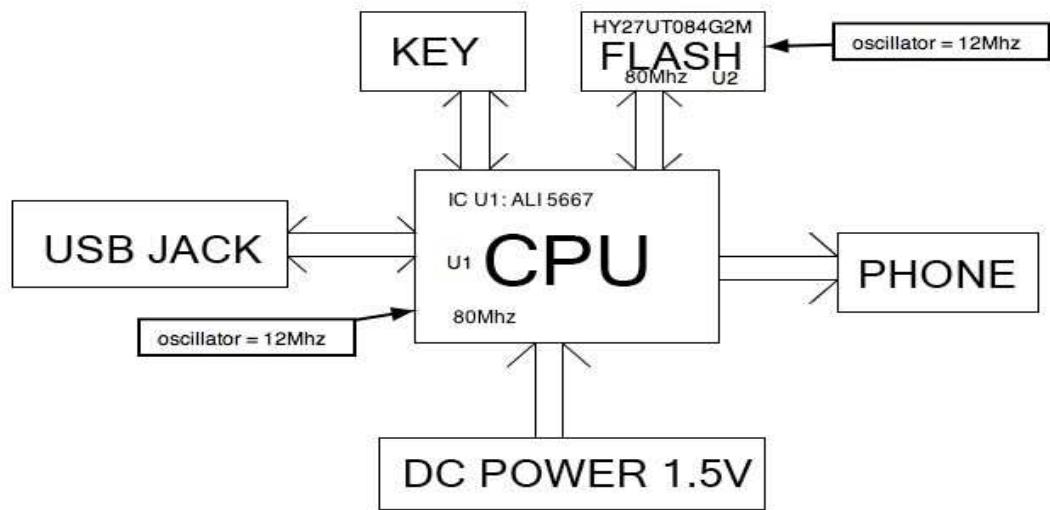 KEY
HY27UT084G2M
FLASH
80Mhz U2
oscillator = 12Mhz
IC U1: ALI 5667
USB JACK
U1 CPU
PHONE
80Mhz
oscillator = 12Mhz
DC POWER 1.5V